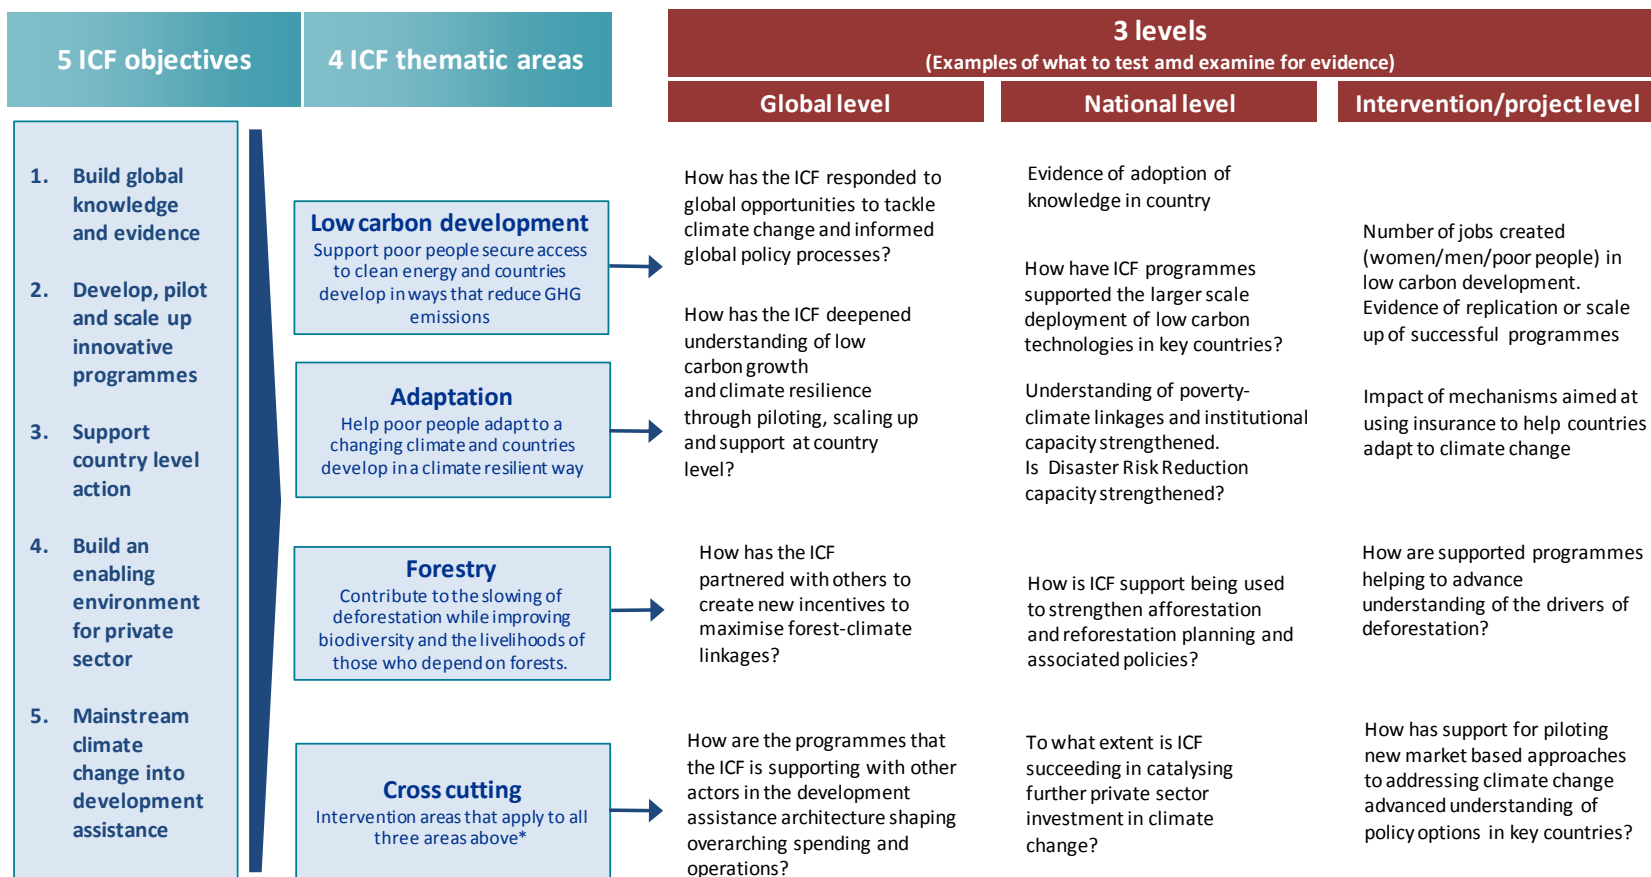 5 ICF objectives
4 ICF thematic areas
3 levels
(Examples of what to test amd examine for evidence)
Global level
National level
Intervention/project level
1. Build global
knowledge
and evidence
2. Develop, pilot
and scale up
innovative
programmes
3. Support
country level
action
4. Build an
enabling
environment
for private
sector
5. Mainstream
climate
change into
development
assistance
Low carbon development
Support poor people secure access
to clean energy and countries
develop in ways that reduce GHG
emissions
How has the ICF responded to
global opportunities to tackle
climate change and informed
global policy processes?
How has the ICF deepened
understanding of low
carbon growth
and climate resilience
through piloting, scaling up
and support at country
level?
Evidence of adoption of
knowledge in country
How have ICF programmes
supported the larger scale
deployment of low carbon
technologies in key countries?
Number of jobs created
(women/men/poor people) in
low carbon development.
Evidence of replication or scale
up of successful programmes
Adaptation
Help poor people adapt to a
changing climate and countries
develop in a climate resilient way
Understanding of poverty-
climate linkages and institutional
capacity strengthened.
Is Disaster Risk Reduction
capacity strengthened?
Impact of mechanisms aimed at
using insurance to help countries
adapt to climate change
Forestry
Contribute to the slowing of
deforestation while improving
biodiversity and the livelihoods of
those who depend on forests.
How has the ICF
partnered with others to
create new incentives to
maximise forest-climate
linkages?
How is ICF support being used
to strengthen afforestation
and reforestation planning and
associated policies?
How are supported programmes
helping to advance
understanding of the drivers of
deforestation?
Cross cutting
Intervention areas that apply to all
three areas above*
How are the programmes that
the ICF is supporting with other
actors in the development
assistance architecture shaping
overarching spending and
operations?
To what extent is ICF
succeeding in catalysing
further private sector
investment in climate
change?
How has support for piloting
new market based approaches
to addressing climate change
advanced understanding of
policy options in key countries?